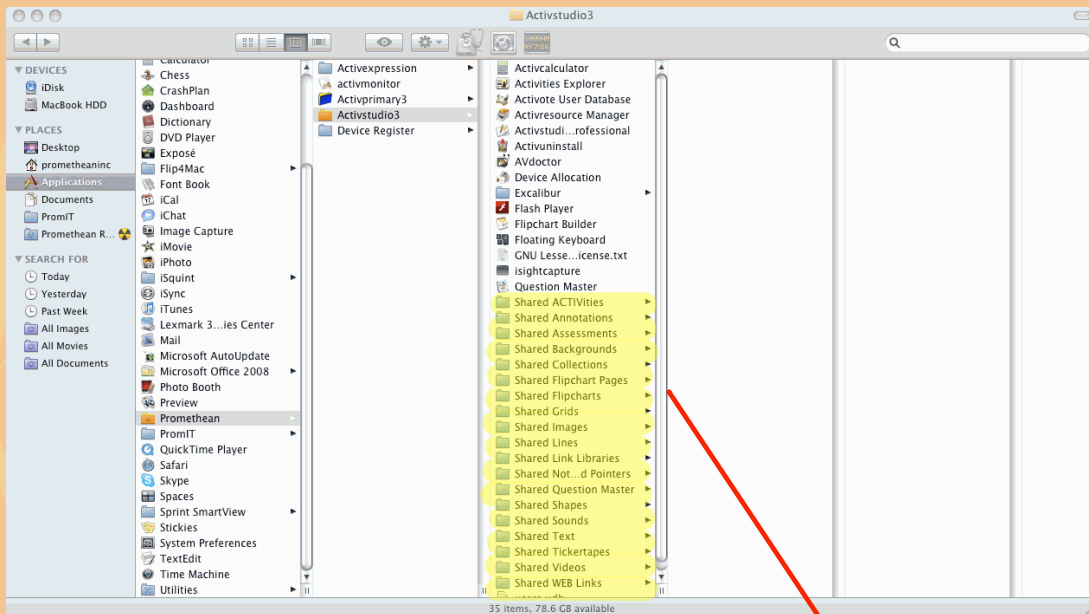 Activstudio3
DEVICES
iDisk
MacBook HDD
PLACES
Desktop
prometheaninc
Applications
Documents
PromIT
Promethean R...
SEARCH FOR
Today
Yesterday
Past Week
All Images
All Movies
All Documents
Calculator
Chess
CrashPlan
Dashboard
Dictionary
DVD Player
Exposé
Flip4Mac
Font Book
iCal
iChat
Image Capture
iMovie
iPhoto
iSquint
iSync
iTunes
Lexmark 3...ies Center
Mail
Microsoft AutoUpdate
Microsoft Office 2008
Photo Booth
Preview
Promethean
PromIT
QuickTime Player
Safari
Skype
Spaces
Sprint SmartView
Stickies
System Preferences
TextEdit
Time Machine
Utilities
Activexpression
activmonitor
Activprimary3
Activstudio3
Device Register
Activcalculator
Activities Explorer
Activote User Database
Activresource Manager
Activstudi...rofessional
Activuninstall
AVdoctor
Device Allocation
Excalibur
Flash Player
Flipchart Builder
Floating Keyboard
GNU Lesse...icense.txt
isightcapture
Question Master
Shared ACTIVities
Shared Annotations
Shared Assessments
Shared Backgrounds
Shared Collections
Shared Flipchart Pages
Shared Flipcharts
Shared Grids
Shared Images
Shared Lines
Shared Link Libraries
Shared Not...d Pointers
Shared Question Master
Shared Shapes
Shared Sounds
Shared Text
Shared Tickertapes
Shared Videos
Shared WEB Links
35 items, 78.6 GB available